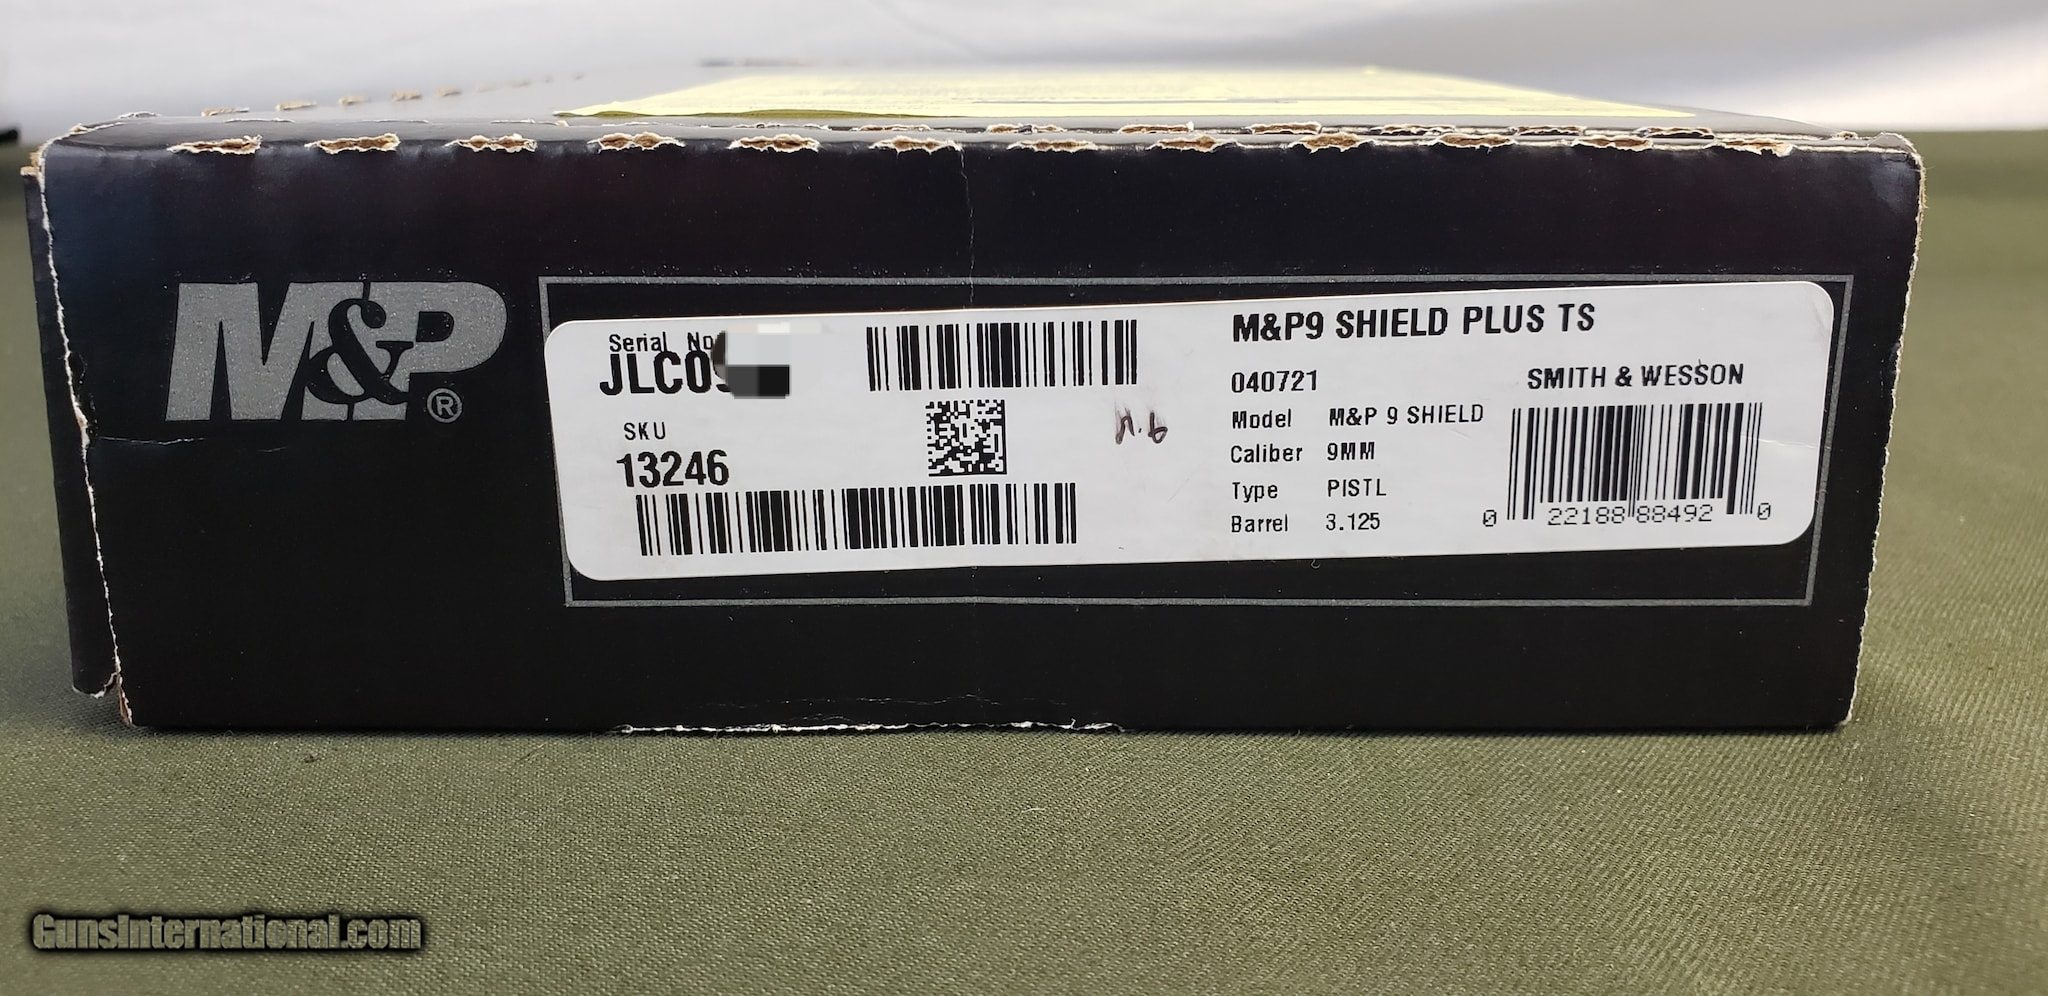 M&P®
Serial No
JLC0
SKU
13246
M&P9 SHIELD PLUS TS
040721
SMITH & WESSON
Model M&P 9 SHIELD
Caliber 9MM
Type PISTL
Barrel 3.125
0 22188 88492 0
GunsInternational.com